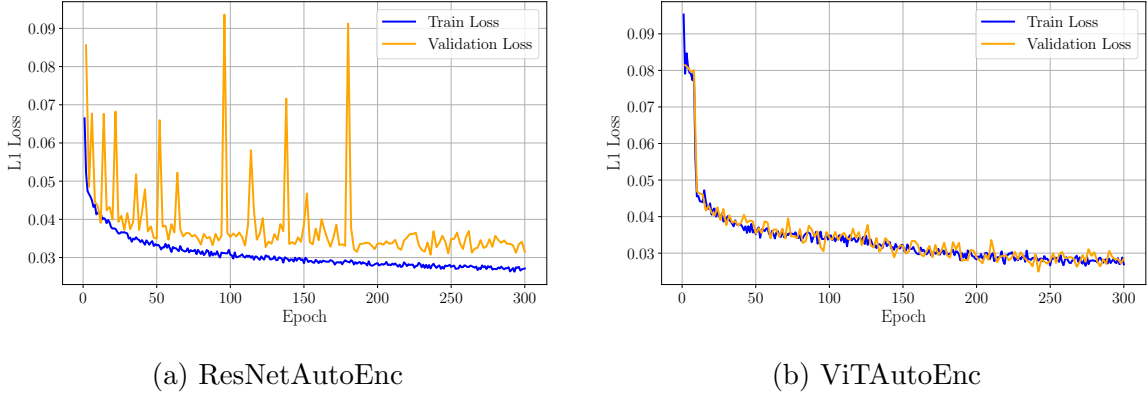 Train Loss
Validation Loss
0.09
0.08
0.07
0.06
0.05
0.04
0.03
L1 Loss
0 50 100 150 200 250 300
Epoch
(a) ResNetAutoEnc
Train Loss
Validation Loss
0.09
0.08
0.07
0.06
0.05
0.04
0.03
L1 Loss
0 50 100 150 200 250 300
Epoch
(b) ViTAutoEnc